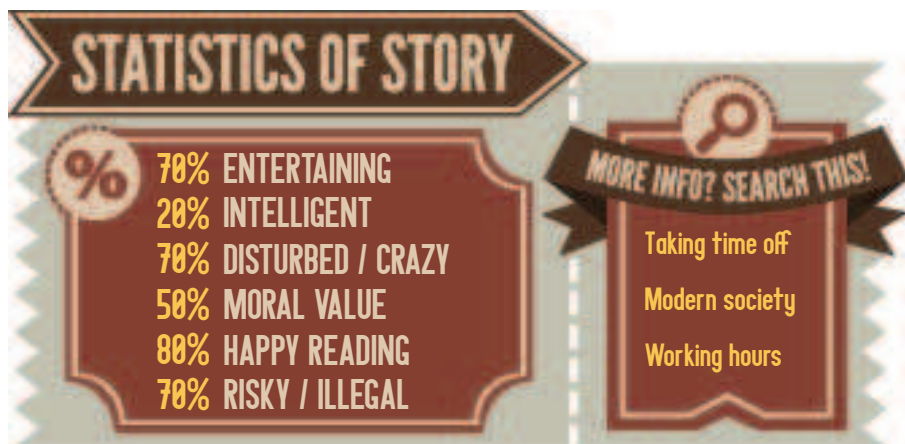 STATISTICS OF STORY
%
70% ENTERTAINING
20% INTELLIGENT
70% DISTURBED / CRAZY
50% MORAL VALUE
80% HAPPY READING
70% RISKY / ILLEGAL
MORE INFO? SEARCH THIS!
Taking time off
Modern society
Working hours